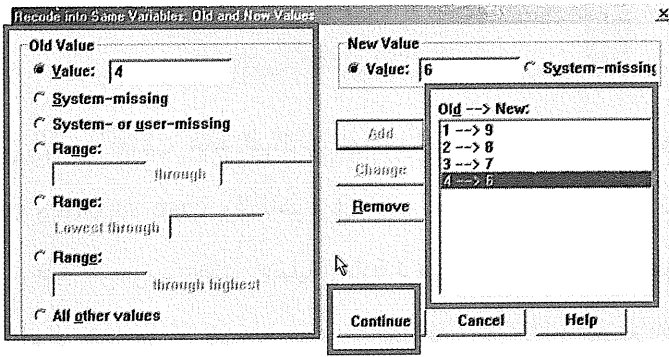 Recode into Same Variables: Old and New Values
Old Value
Value: 4
System-missing
System- or user-missing
Range:
through
Range:
Lowest through
Range:
through highest
All other values
New Value
Value: 6
System-missing
Add
Change
Remove
Old --> New:
1 --> 9
2 --> 8
3 --> 7
4 --> 6
Continue
Cancel
Help